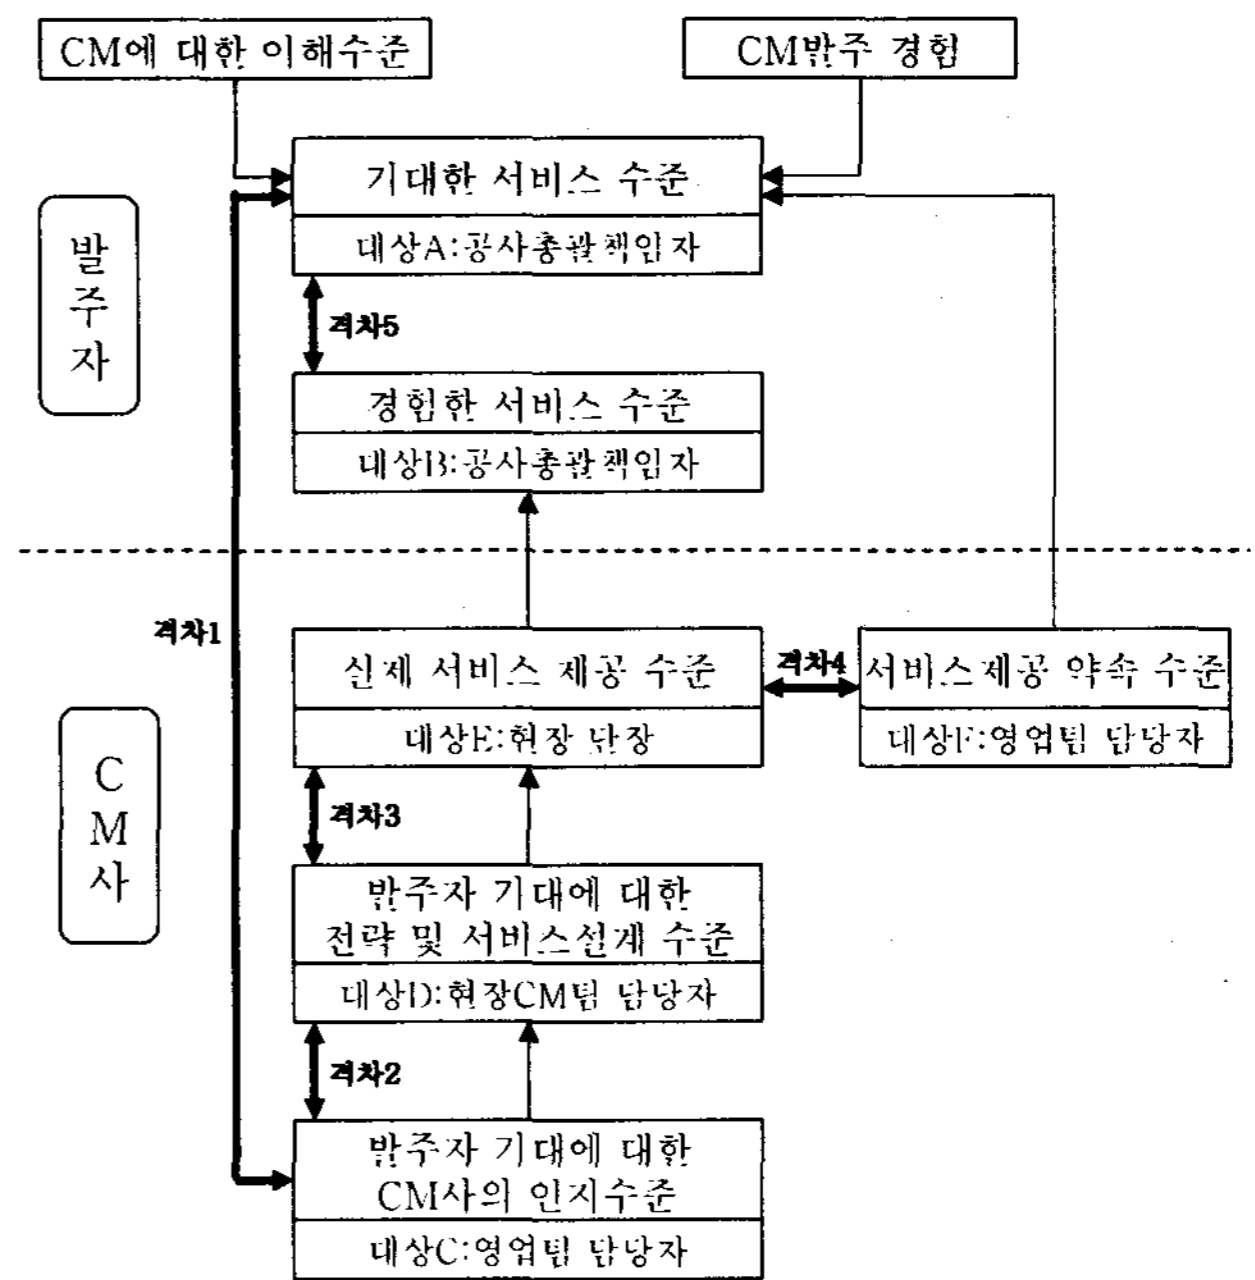 CM에 대한 이해수준
CM발주 경험
기대한 서비스 수준
대상A:공사총괄책임자
발주자
격차5
경험한 서비스 수준
대상B:공사총괄책임자
격차1
실제 서비스 제공 수준
대상E:현장 단장
격차4
서비스제공 약속 수준
대상F:영업팀 담당자
CM사
격차3
발주자 기대에 대한
전략 및 서비스설계 수준
대상D:현장CM팀 담당자
격차2
발주자 기대에 대한
CM사의 인지수준
대상C:영업팀 담당자